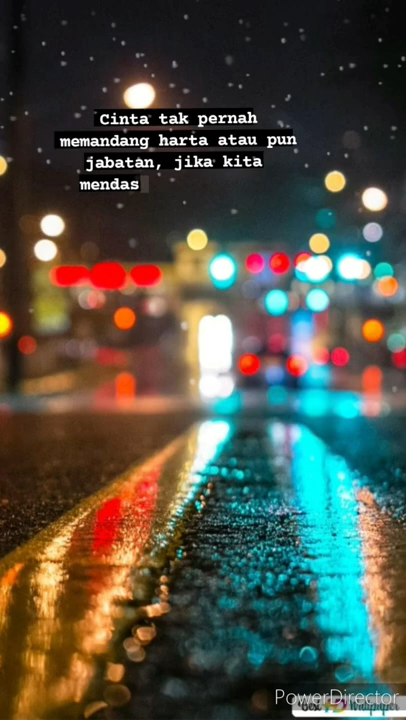 Cinta tak pernah
memandang harta atau pun
jabatan, jika kita
mendas
PowerDirector